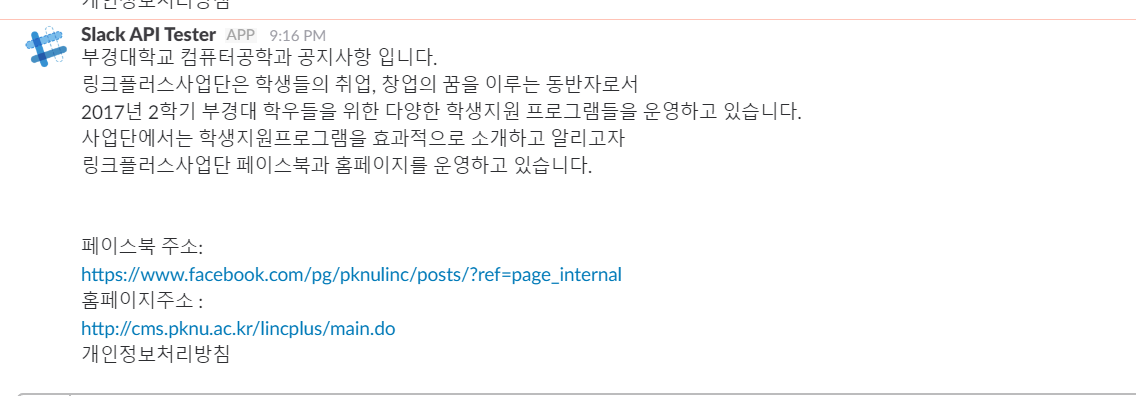 개인정보처리방침
Slack API Tester APP 9:16 PM
부경대학교 컴퓨터공학과 공지사항 입니다.
링크플러스사업단은 학생들의 취업, 창업의 꿈을 이루는 동반자로서
2017년 2학기 부경대 학우들을 위한 다양한 학생지원 프로그램들을 운영하고 있습니다.
사업단에서는 학생지원프로그램을 효과적으로 소개하고 알리고자
링크플러스사업단 페이스북과 홈페이지를 운영하고 있습니다.
페이스북 주소:
https://www.facebook.com/pg/pknulinc/posts/?ref=page_internal
홈페이지주소 :
http://cms.pknu.ac.kr/lincplus/main.do
개인정보처리방침